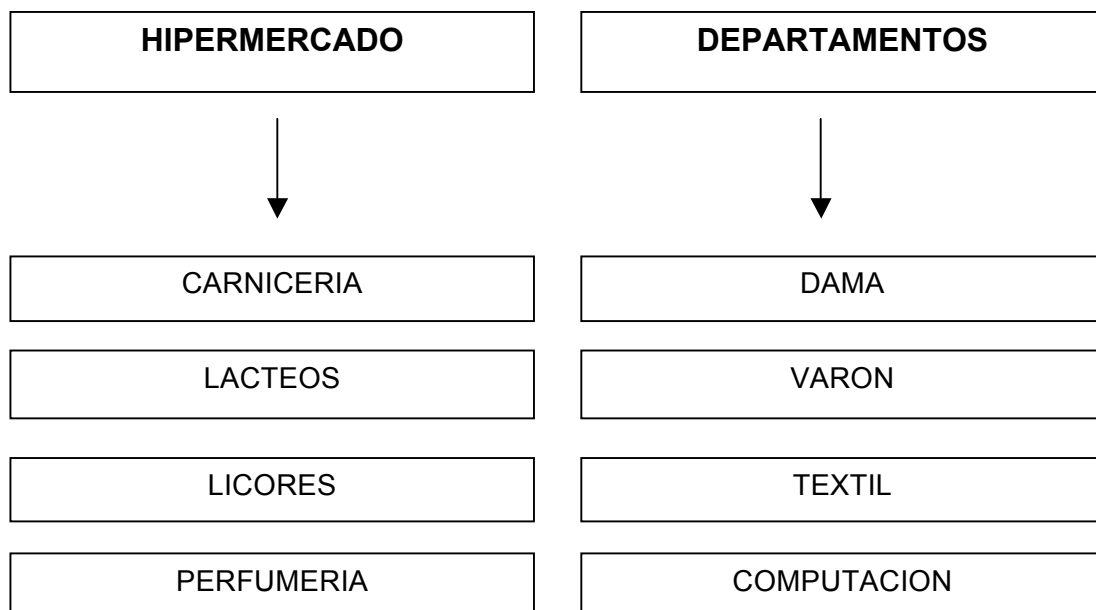 HIPERMERCADO
DEPARTAMENTOS
CARNICERIA
DAMA
LACTEOS
VARON
LICORES
TEXTIL
PERFUMERIA
COMPUTACION